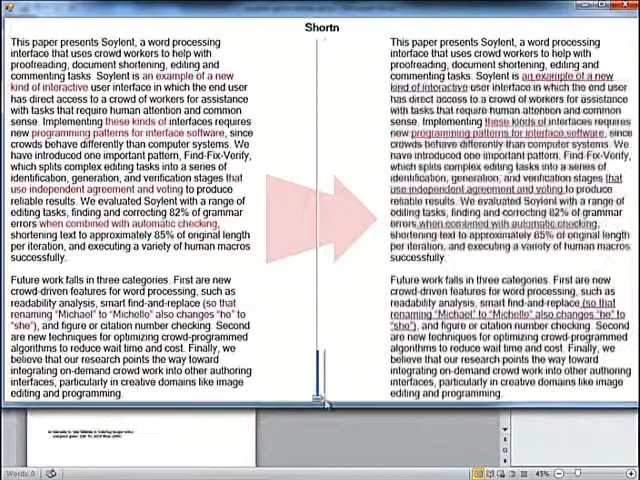 Shortn
This paper presents Soylent, a word processing
interface that uses crowd workers to help with
proofreading, document shortening, editing and
commenting tasks. Soylent is an example of a new
kind of interactive user interface in which the end user
has direct access to a crowd of workers for assistance
with tasks that require human attention and common
sense. Implementing these kinds of interfaces requires
new programming patterns for interface software, since
crowds behave differently than computer systems. We
have introduced one important pattern, Find-Fix-Verify,
which splits complex editing tasks into a series of
identification, generation, and verification stages that
use independent agreement and voting to produce
reliable results. We evaluated Soylent with a range of
editing tasks, finding and correcting 82% of grammar
errors when combined with automatic checking,
shortening text to approximately 85% of original length
per iteration, and executing a variety of human macros
successfully.
Future work falls in three categories. First are new
crowd-driven features for word processing, such as
readability analysis, smart find-and-replace (so that
renaming "Michael" to "Michelle" also changes "he" to
"she"), and figure or citation number checking. Second
are new techniques for optimizing crowd-programmed
algorithms to reduce wait time and cost. Finally, we
believe that our research points the way toward
integrating on-demand crowd work into other authoring
interfaces, particularly in creative domains like image
editing and programming.
This paper presents Soylent, a word processing
interface that uses crowd workers to help with
proofreading, document shortening, editing and
commenting tasks. Soylent is an example of a new
kind of interactive user interface in which the end user
has direct access to a crowd of workers for assistance
with tasks that require human attention and common
sense. Implementing these kinds of interfaces requires
new programming patterns for interface software, since
crowds behave differently than computer systems. We
have introduced one important pattern, Find-Fix-Verify,
which splits complex editing tasks into a series of
identification, generation, and verification stages that
use independent agreement and voting to produce
reliable results. We evaluated Soylent with a range of
editing tasks, finding and correcting 82% of grammar
errors when combined with automatic checking,
shortening text to approximately 85% of original length
per iteration, and executing a variety of human macros
successfully.
Future work falls in three categories. First are new
crowd-driven features for word processing, such as
readability analysis, smart find-and-replace (so that
renaming "Michael" to "Michelle" also changes "he" to
"she"), and figure or citation number checking. Second
are new techniques for optimizing crowd-programmed
algorithms to reduce wait time and cost. Finally, we
believe that our research points the way toward
integrating on-demand crowd work into other authoring
interfaces, particularly in creative domains like image
editing and programming.
Words: 0
45%